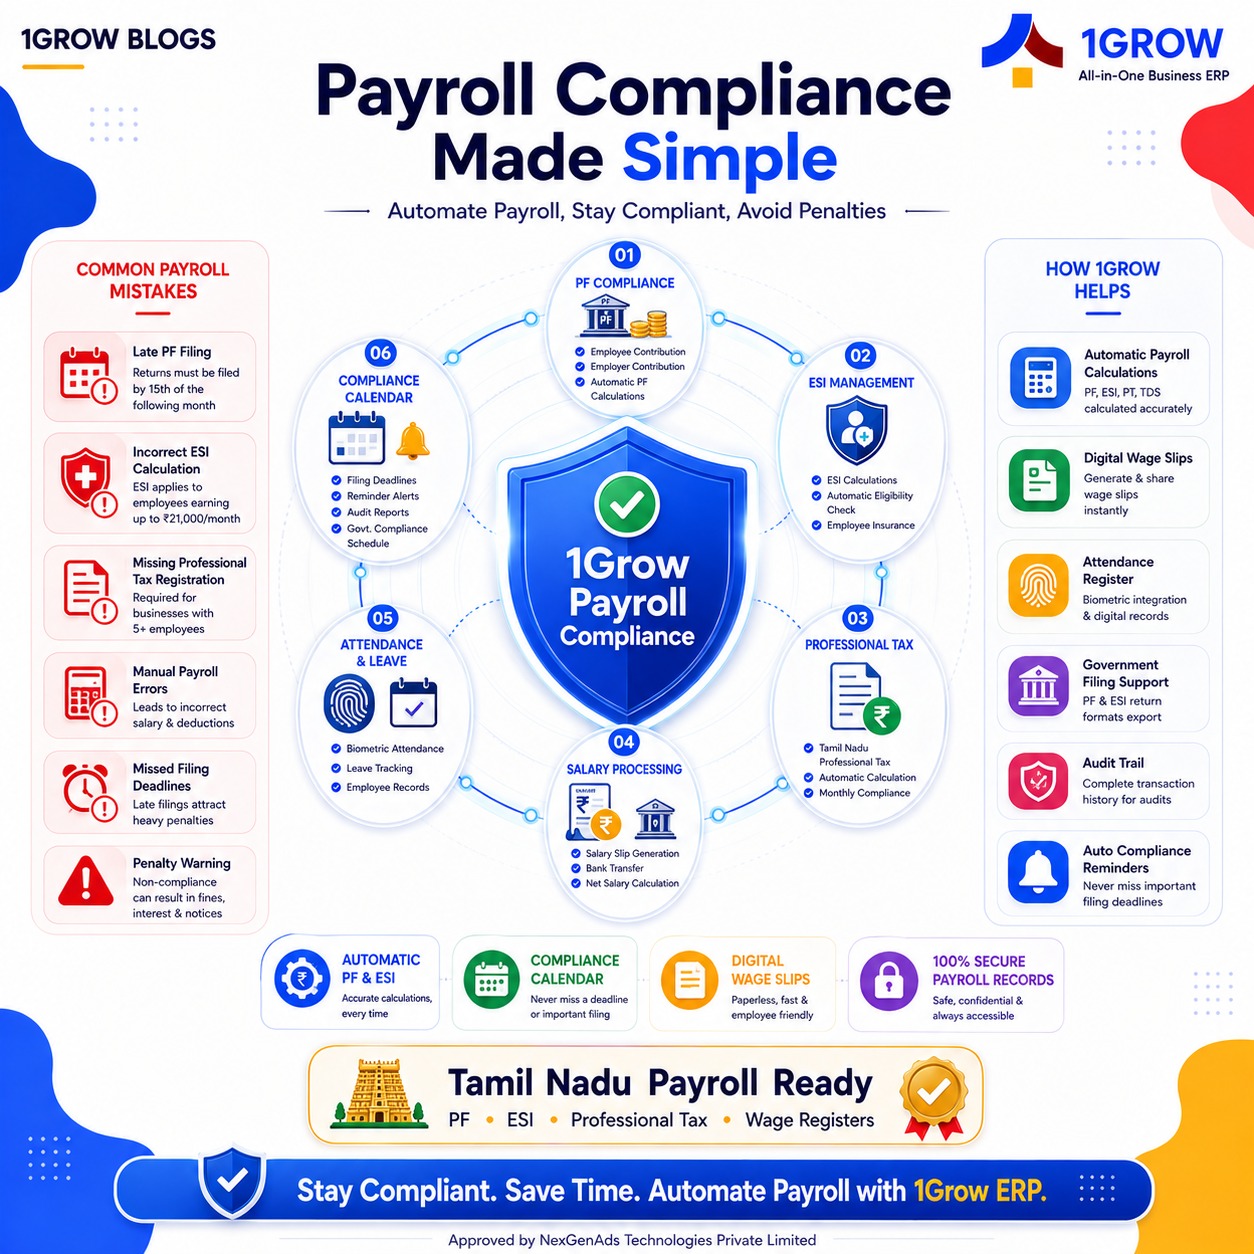 1GROW BLOGS
1GROW
All-in-One Business ERP
Payroll Compliance
Made Simple
Automate Payroll, Stay Compliant, Avoid Penalties
COMMON PAYROLL
MISTAKES
Late PF Filing
Returns must be filed
by 15th of the
following month
Incorrect ESI
Calculation
ESI applies to
employees earning
up to ₹21,000/month
Missing Professional
Tax Registration
Required for
businesses with
5+ employees
Manual Payroll
Errors
Leads to incorrect
salary & deductions
Missed Filing
Deadlines
Late filings attract
heavy penalties
Penalty Warning
Non-compliance
can result in fines,
interest & notices
01
PF COMPLIANCE
PF
PF
Employee Contribution
Employer Contribution
Automatic PF
Calculations
02
ESI MANAGEMENT
ESI Calculations
Automatic Eligibility
Check
Employee Insurance
03
PROFESSIONAL TAX
₹
Tamil Nadu
Professional Tax
Automatic Calculation
Monthly Compliance
04
SALARY PROCESSING
₹
₹
Salary Slip Generation
Bank Transfer
Net Salary Calculation
05
ATTENDANCE
& LEAVE
Biometric Attendance
Leave Tracking
Employee Records
06
COMPLIANCE
CALENDAR
Filing Deadlines
Reminder Alerts
Audit Reports
Govt. Compliance
Schedule
1Grow
Payroll
Compliance
HOW 1GROW
HELPS
Automatic Payroll
Calculations
PF, ESI, PT, TDS
calculated accurately
Digital Wage Slips
Generate & share
wage slips
instantly
Attendance
Register
Biometric integration
& digital records
Government
Filing Support
PF & ESI return
formats export
Audit Trail
Complete transaction
history for audits
Auto Compliance
Reminders
Never miss important
filing deadlines
₹
AUTOMATIC
PF & ESI
Accurate calculations,
every time
COMPLIANCE
CALENDAR
Never miss a deadline
or important filing
DIGITAL
WAGE SLIPS
Paperless, fast &
employee friendly
100% SECURE
PAYROLL RECORDS
Safe, confidential &
always accessible
Tamil Nadu Payroll Ready
PF • ESI • Professional Tax • Wage Registers
Stay Compliant. Save Time. Automate Payroll with 1Grow ERP.
Approved by NexGenAds Technologies Private Limited